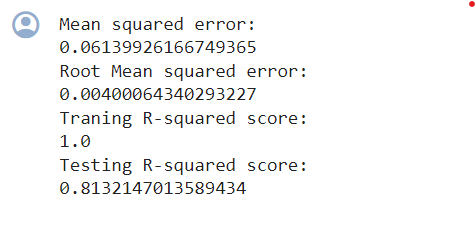 Mean squared error:
0.06139926166749365
Root Mean squared error:
0.00400064340293227
Traning R-squared score:
1.0
Testing R-squared score:
0.8132147013589434